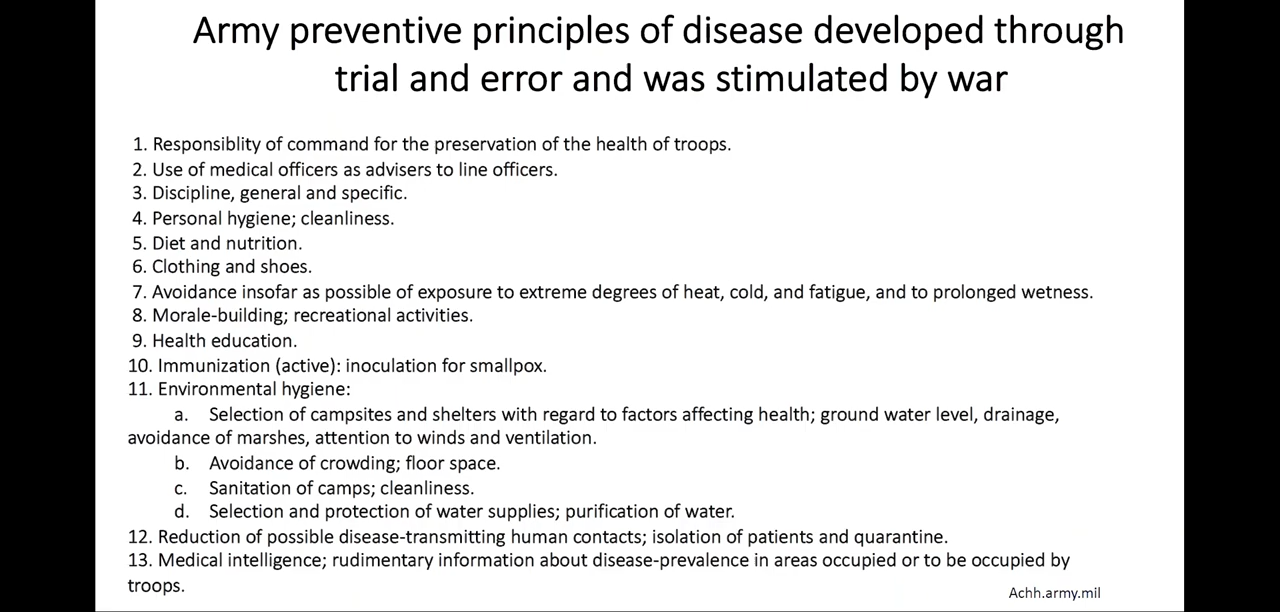 Army preventive principles of disease developed through
trial and error and was stimulated by war
1. Responsiblity of command for the preservation of the health of troops.
2. Use of medical officers as advisers to line officers.
3. Discipline, general and specific.
4. Personal hygiene; cleanliness.
5. Diet and nutrition.
6. Clothing and shoes.
7. Avoidance insofar as possible of exposure to extreme degrees of heat, cold, and fatigue, and to prolonged wetness.
8. Morale-building; recreational activities.
9. Health education.
10. Immunization (active): inoculation for smallpox.
11. Environmental hygiene:
a. Selection of campsites and shelters with regard to factors affecting health; ground water level, drainage,
avoidance of marshes, attention to winds and ventilation.
b. Avoidance of crowding; floor space.
c. Sanitation of camps; cleanliness.
d. Selection and protection of water supplies; purification of water.
12. Reduction of possible disease-transmitting human contacts; isolation of patients and quarantine.
13. Medical intelligence; rudimentary information about disease-prevalence in areas occupied or to be occupied by
troops.
Achh.army.mil